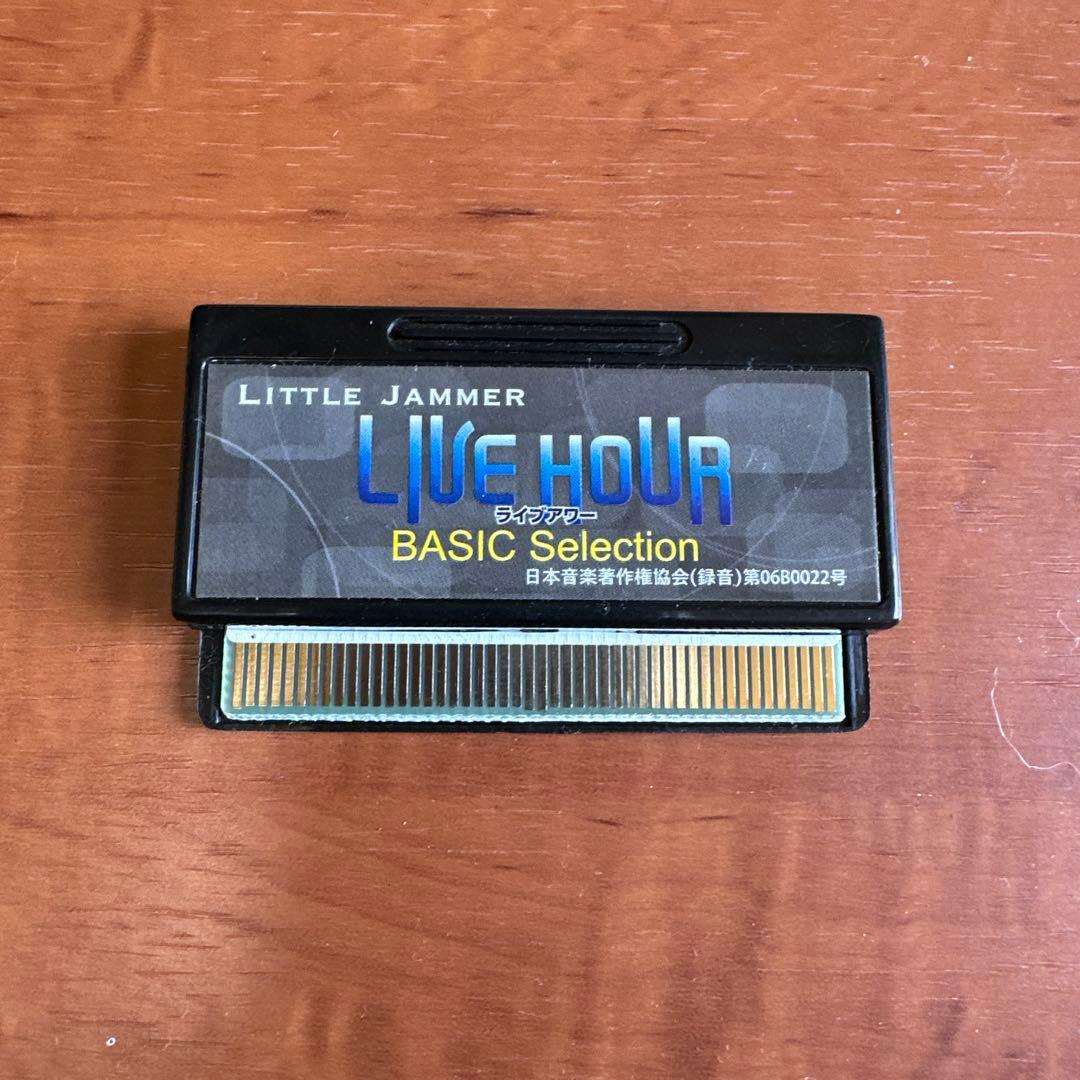 LITTLE JAMMER
LIVE HOUR
ライブアワー
BASIC Selection
日本音楽著作権協会(録音)第06B0022号